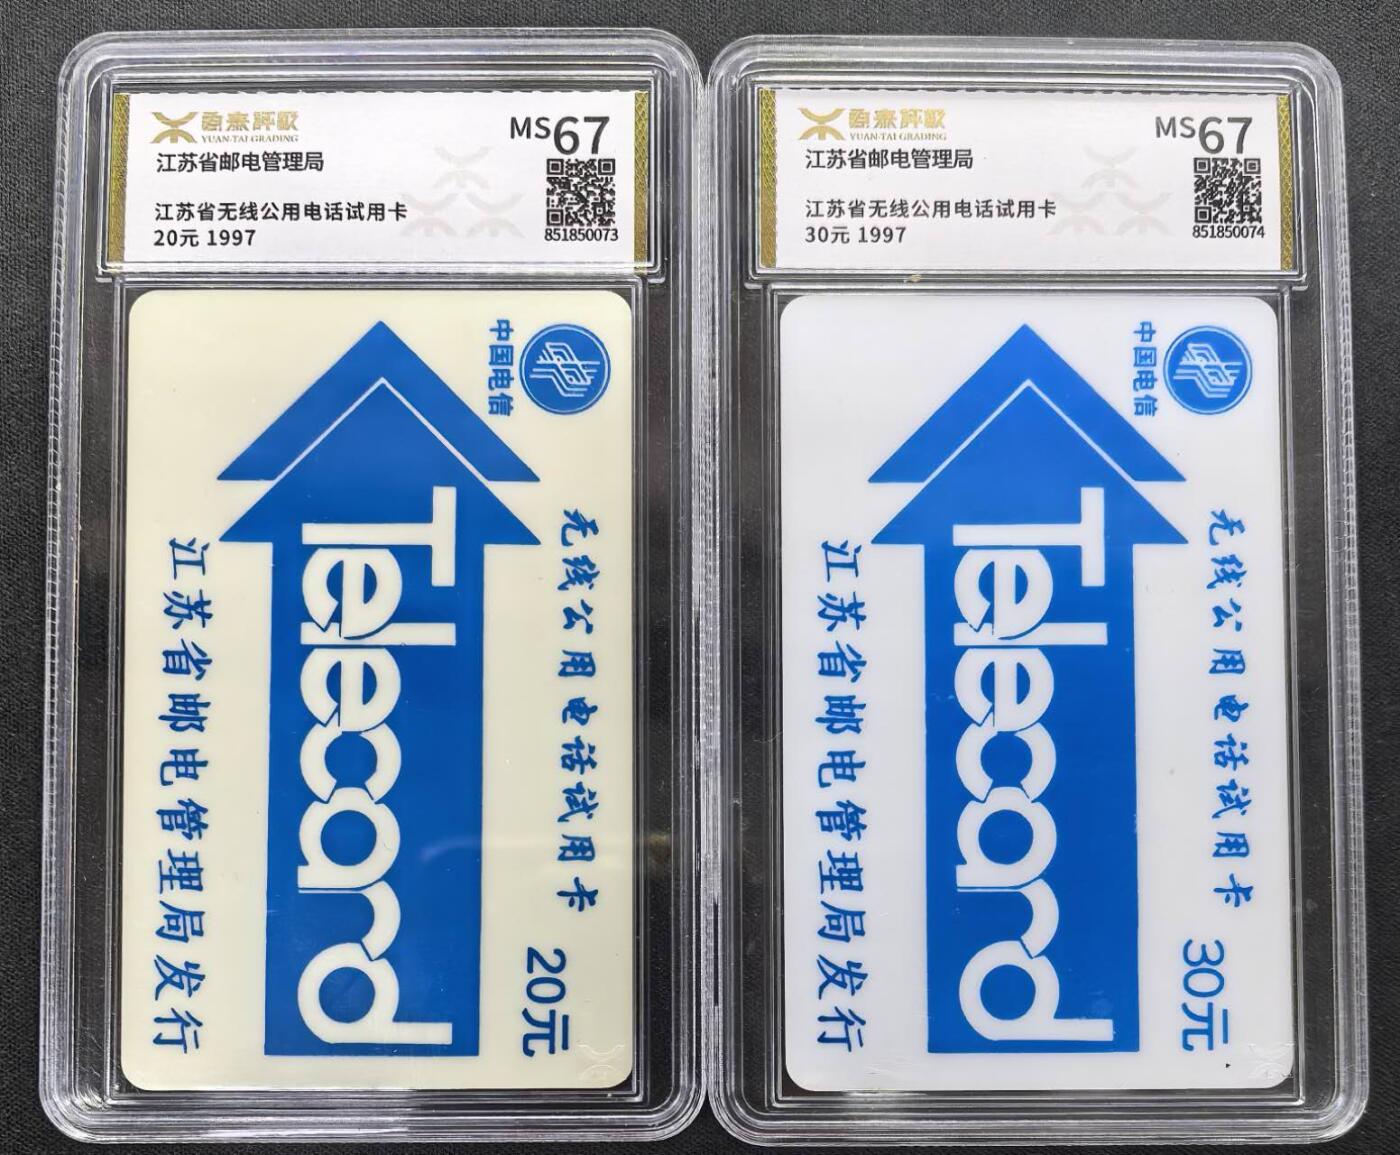 源泰評級
YUAN-TAI GRADING
MS67
江苏省邮电管理局
江苏省无线公用电话试用卡
20元 1997
851850073
中国电信
无线公用电话试用卡
Telecard
20元
江苏省邮电管理局发行
源泰評級
YUAN-TAI GRADING
MS67
江苏省邮电管理局
江苏省无线公用电话试用卡
30元 1997
851850074
中国电信
无线公用电话试用卡
Telecard
30元
江苏省邮电管理局发行